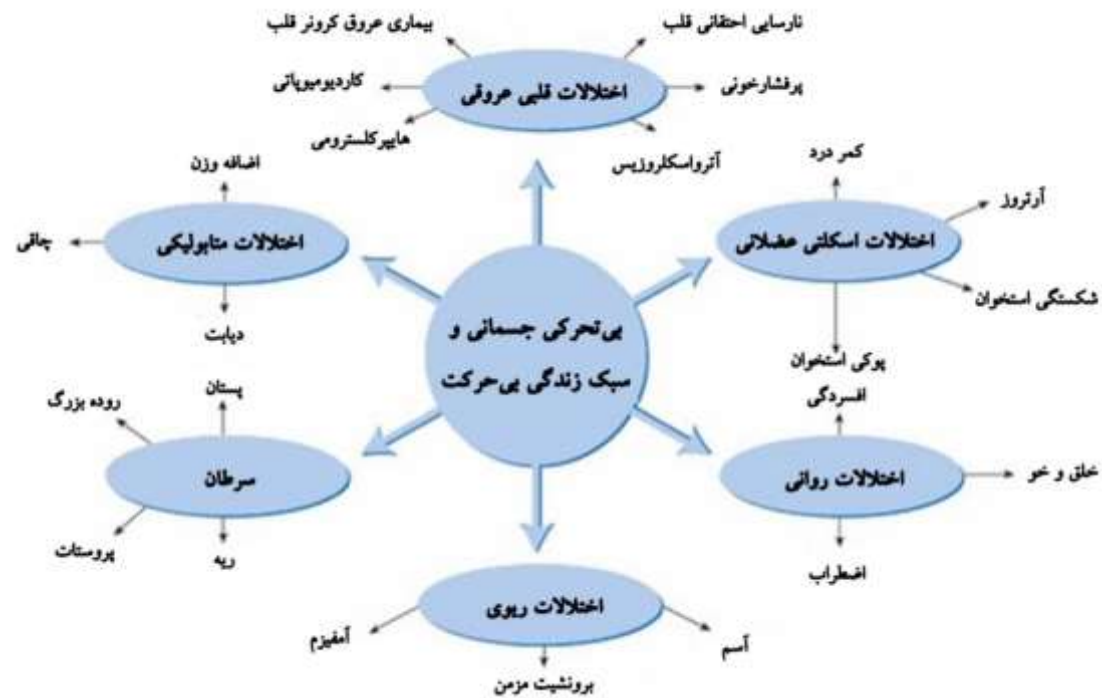 بی‌تحرکی جسمانی و
سبک زندگی بی‌حرکت
اختلالات قلبی عروقی
نارسایی احتقانی قلب
بیماری عروق کرونر قلب
پرفشارخونی
کاردیومیوپاتی
هایپرکلسترومی
آترواسکلروزیس
اختلالات اسکلتی عضلانی
کمر درد
آرتروز
شکستگی استخوان
پوکی استخوان
اختلالات روانی
افسردگی
خلق و خو
اضطراب
اختلالات ریوی
آسم
برونشیت مزمن
آمفیزم
سرطان
پستان
روده بزرگ
پروستات
ریه
اختلالات متابولیکی
اضافه وزن
چاقی
دیابت